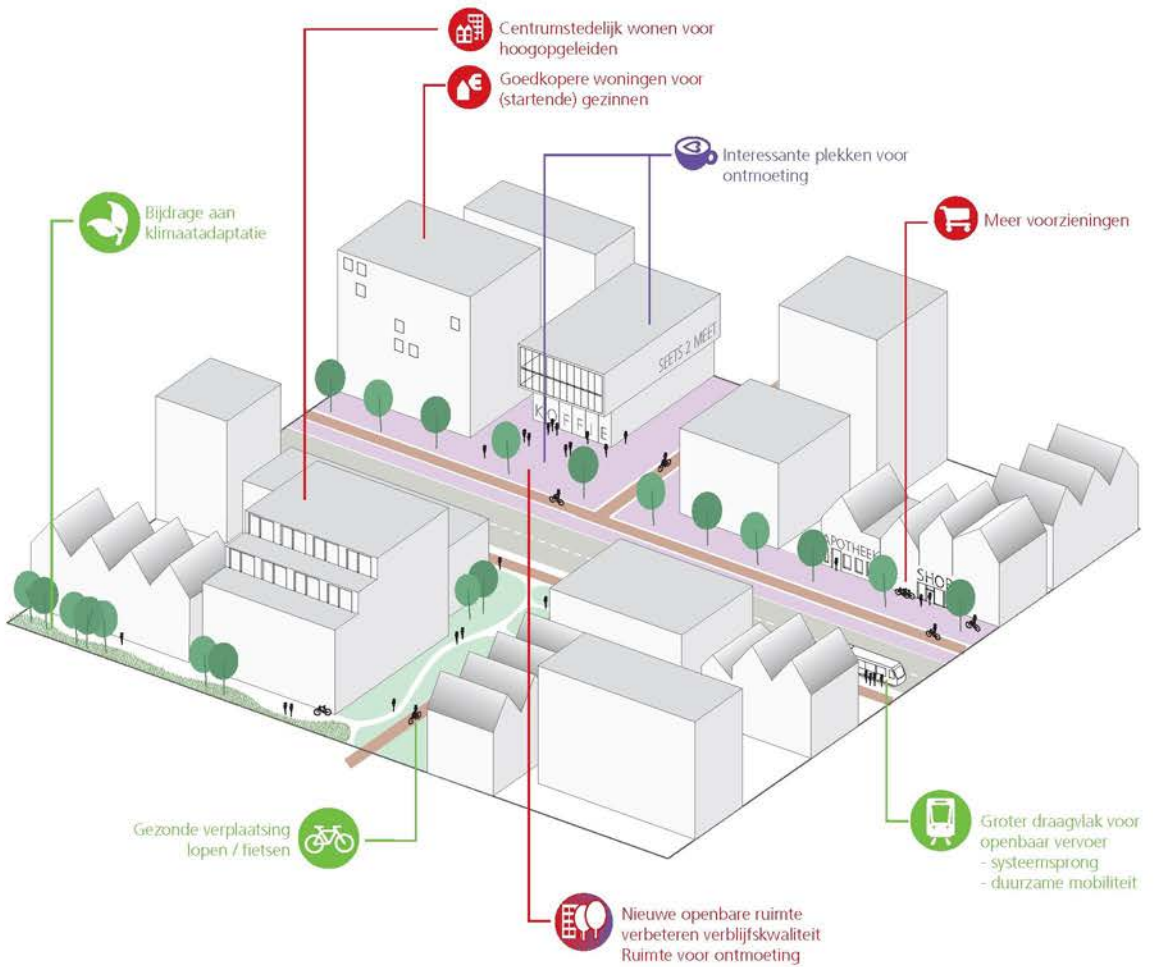 Centrumstedelijk wonen voor
hoogopgeleiden
Goedkopere woningen voor
(startende) gezinnen
Interessante plekken voor
ontmoeting
Bijdrage aan
klimaatadaptatie
Meer voorzieningen
SEETS 2 MEET
KOFFIE
APOTHEEK
SHOP
Gezonde verplaatsing
lopen / fietsen
Groter draagvlak voor
openbaar vervoer
- systeemsprong
- duurzame mobiliteit
Nieuwe openbare ruimte
verbeteren verblijfskwaliteit
Ruimte voor ontmoeting